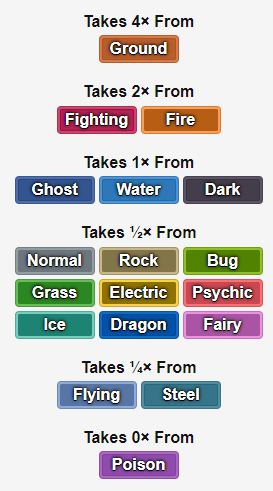 Takes 4× From
Ground
Takes 2× From
Fighting Fire
Takes 1× From
Ghost Water Dark
Takes ½× From
Normal Rock Bug
Grass Electric Psychic
Ice Dragon Fairy
Takes ¼× From
Flying Steel
Takes 0× From
Poison